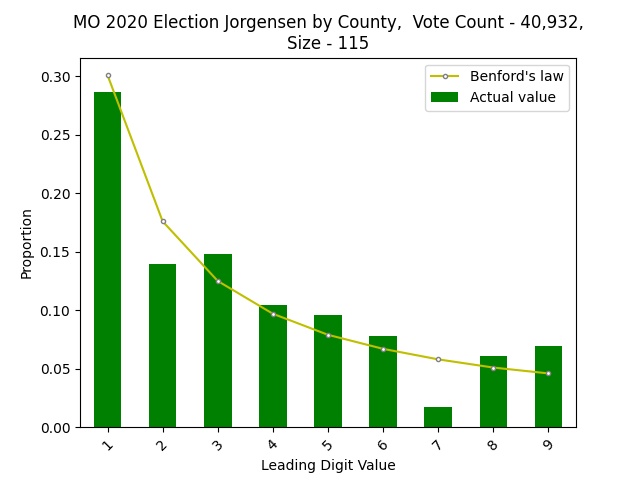 MO 2020 Election Jorgensen by County,  Vote Count - 40,932,
Size - 115
Benford's law
Actual value
0.30
0.25
0.20
0.15
0.10
0.05
0.00
Proportion
1 2 3 4 5 6 7 8 9
Leading Digit Value